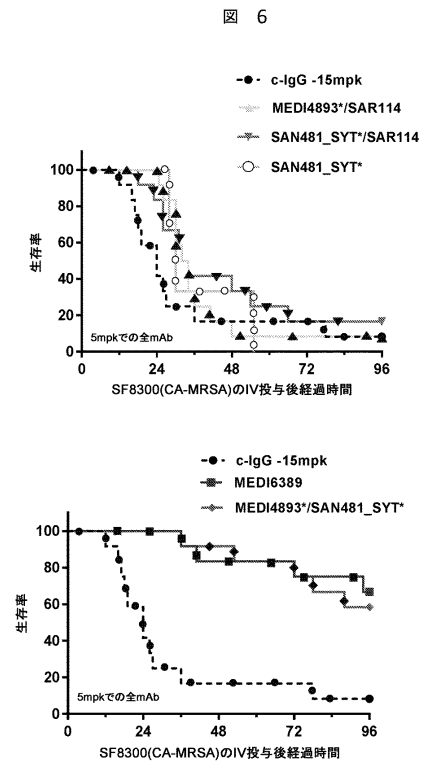 図 6
c-IgG -15mpk
MEDI4893*/SAR114
SAN481_SYT*/SAR114
SAN481_SYT*
生存率
100
80
60
40
20
0
5mpkでの全mAb
0 24 48 72 96
SF8300(CA-MRSA)のIV投与後経過時間
c-IgG -15mpk
MEDI6389
MEDI4893*/SAN481_SYT*
生存率
100
80
60
40
20
0
5mpkでの全mAb
0 24 48 72 96
SF8300(CA-MRSA)のIV投与後経過時間